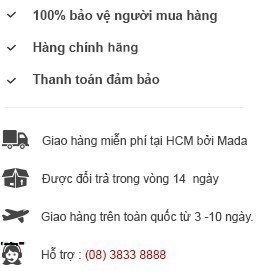 100% bảo vệ người mua hàng
Hàng chính hãng
Thanh toán đảm bảo
Giao hàng miễn phí tại HCM bởi Mada
Được đổi trả trong vòng 14 ngày
Giao hàng trên toàn quốc từ 3 -10 ngày.
Hỗ trợ : (08) 3833 8888